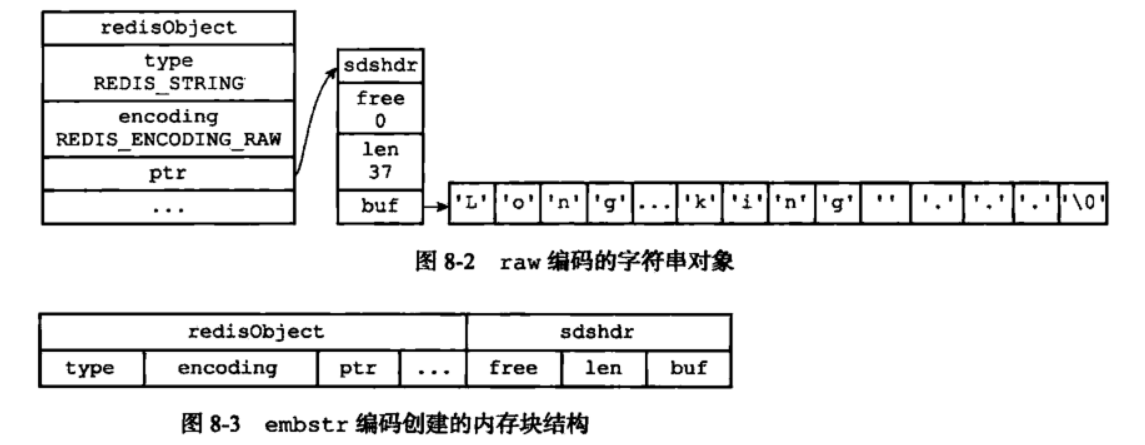 redisObject
type
REDIS_STRING
encoding
REDIS_ENCODING_RAW
ptr
...
sdshdr
free
0
len
37
buf
'L' 'o' 'n' 'g' ... 'k' 'i' 'n' 'g' '' '.' '.' '.' '\0'
图 8-2 raw 编码的字符串对象
redisObject sdshdr
type encoding ptr ... free len buf
图 8-3 embstr 编码创建的内存块结构